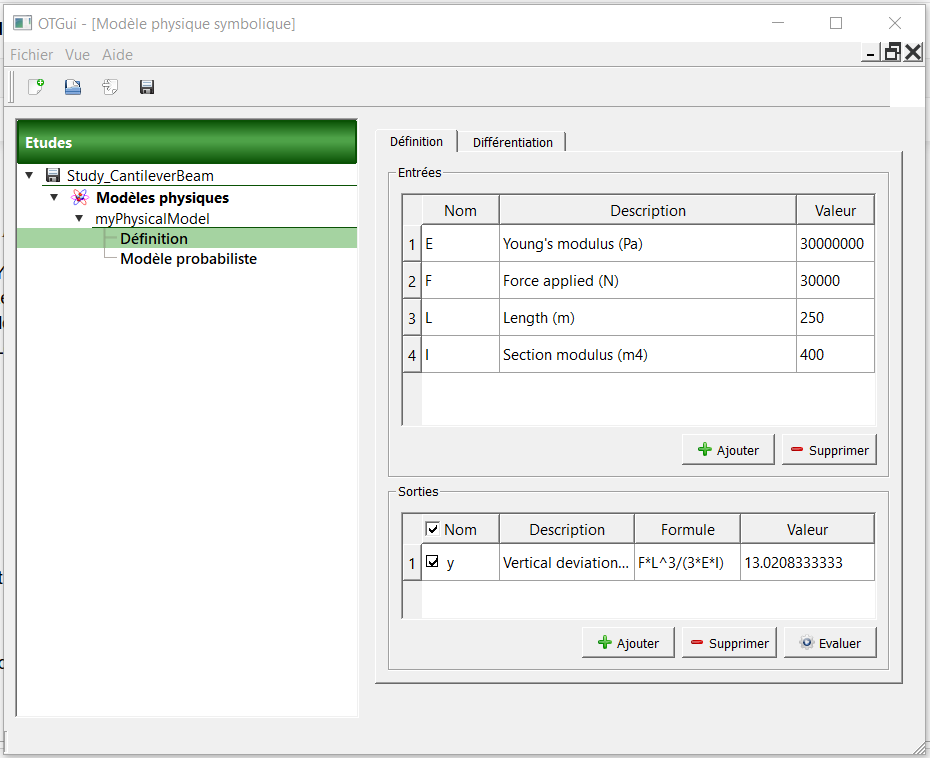 OTGui - [Modèle physique symbolique]
Fichier Vue Aide
Etudes
Study_CantileverBeam
Modèles physiques
myPhysicalModel
Définition
Modèle probabiliste
Définition Différentiation
Entrées
Nom Description Valeur
1 E Young's modulus (Pa) 30000000
2 F Force applied (N) 30000
3 L Length (m) 250
4 I Section modulus (m4) 400
Ajouter Supprimer
Sorties
Nom Description Formule Valeur
1 y Vertical deviation... F*L^3/(3*E*I) 13.0208333333
Ajouter Supprimer Evaluer